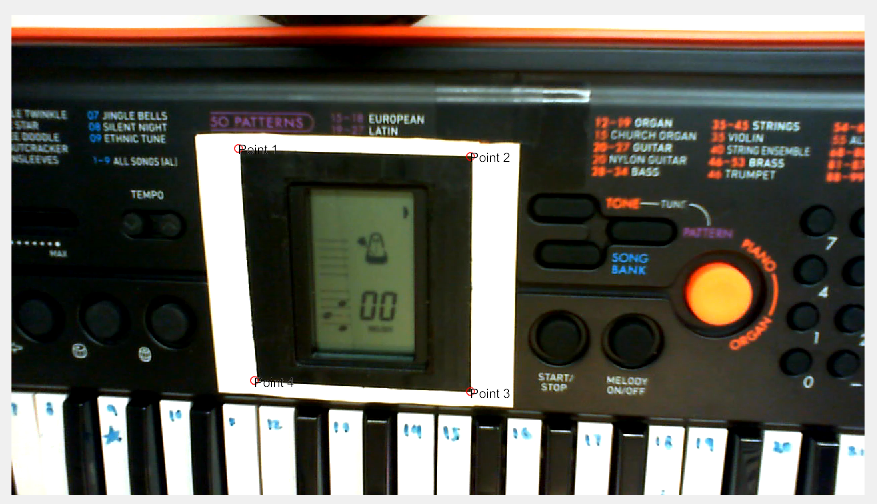 LE TWINKLE
STAR
E DOODLE
UTCRACKER
NSLEEVES
07 JINGLE BELLS
08 SILENT NIGHT
09 ETHNIC TUNE
1-9 ALL SONGS (AL)
50 PATTERNS
15-18 EUROPEAN
19-27 LATIN
12-19 ORGAN
15 CHURCH ORGAN
20-27 GUITAR
20 NYLON GUITAR
28-34 BASS
35-45 STRINGS
35 VIOLIN
40 STRING ENSEMBLE
46-53 BRASS
46 TRUMPET
Point 1
Point 2
TEMPO
MAX
TONE
TUNE
PATTERN
SONG
BANK
PIANO
ORGAN
7
4
1
0
00
MELODY
Point 4
Point 3
START/
STOP
MELODY
ON/OFF
8
9
10
12
13
14
15
16
17
18
19
20